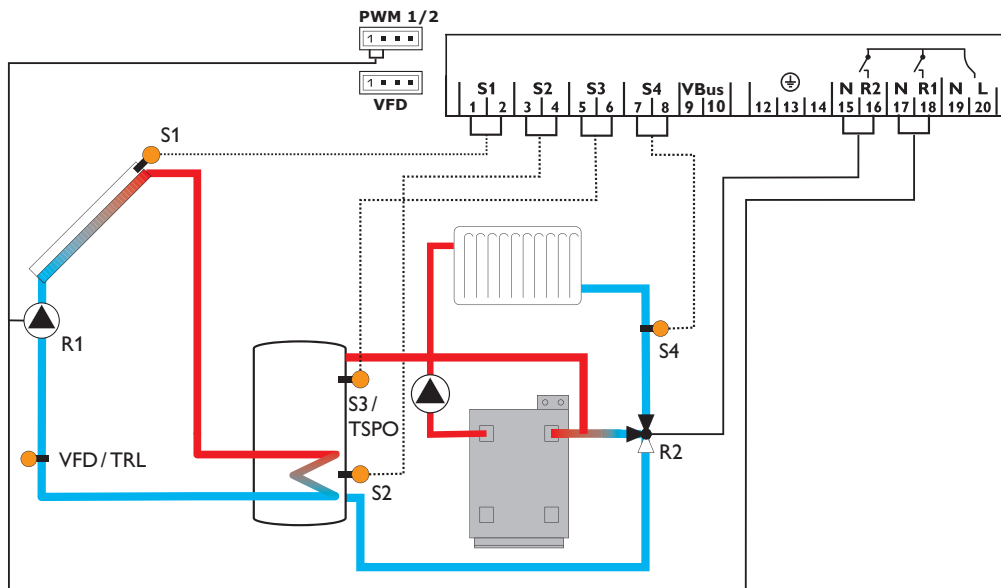 PWM 1/2
1
1
VFD
S1 S2 S3 S4 VBus N R2 N R1 N L
1 2 3 4 5 6 7 8 9 10 12 13 14 15 16 17 18 19 20
S1
R1
S4
S3 /
TSPO
R2
VFD / TRL
S2